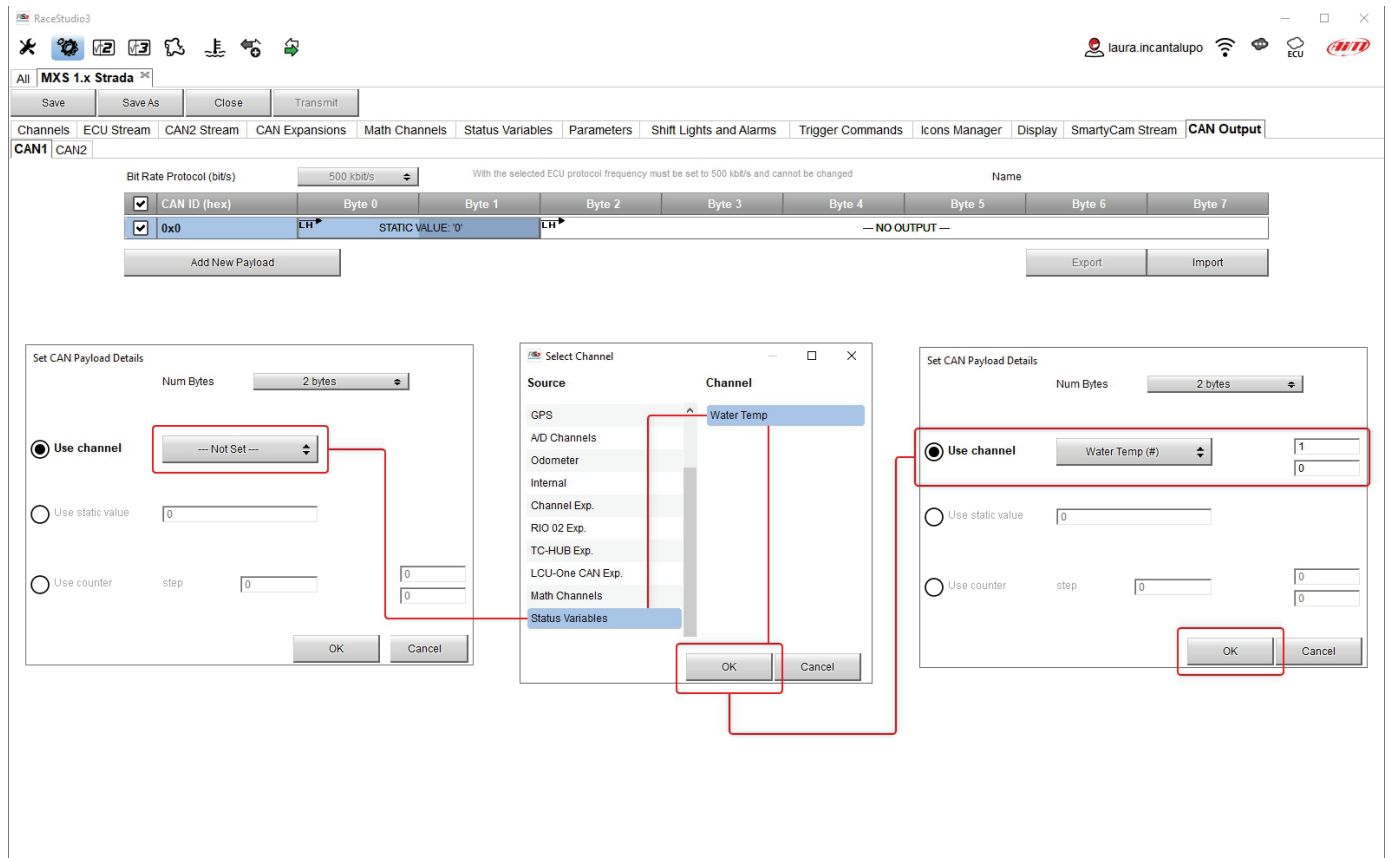 RaceStudio3
laura.incantalupo
ECU
AiM
All MXS 1.x Strada
Save Save As Close Transmit
Channels ECU Stream CAN2 Stream CAN Expansions Math Channels Status Variables Parameters Shift Lights and Alarms Trigger Commands Icons Manager Display SmartyCam Stream CAN Output
CAN1 CAN2
Bit Rate Protocol (bit/s) 500 kbit/s With the selected ECU protocol frequency must be set to 500 kbit/s and cannot be changed Name
CAN ID (hex) Byte 0 Byte 1 Byte 2 Byte 3 Byte 4 Byte 5 Byte 6 Byte 7
0x0 LH STATIC VALUE: '0' LH --- NO OUTPUT ---
Add New Payload Export Import
Set CAN Payload Details
Num Bytes 2 bytes
Use channel --- Not Set ---
Use static value 0
Use counter step 0 0
0
OK Cancel
Select Channel
Source Channel
GPS Water Temp
A/D Channels
Odometer
Internal
Channel Exp.
RIO 02 Exp.
TC-HUB Exp.
LCU-One CAN Exp.
Math Channels
Status Variables
OK Cancel
Set CAN Payload Details
Num Bytes 2 bytes
Use channel Water Temp (#) 1
0
Use static value 0
Use counter step 0 0
0
OK Cancel